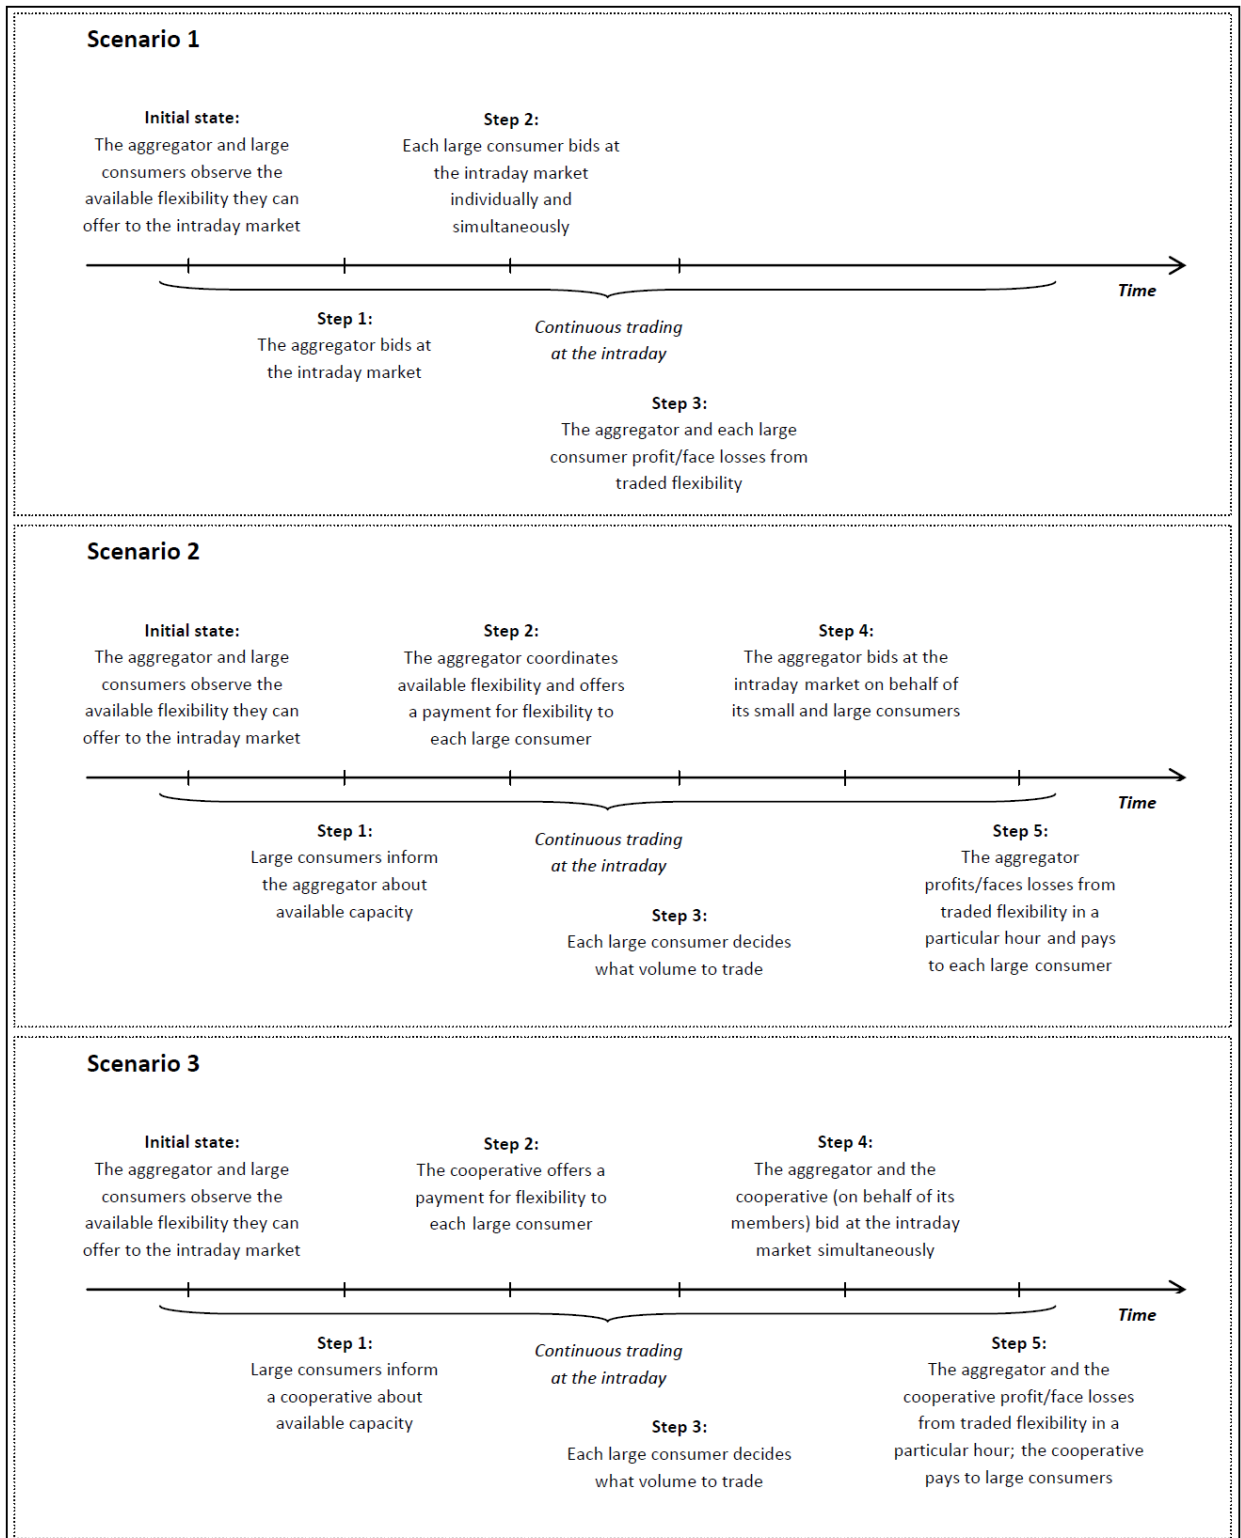 Scenario 1
Initial state:
The aggregator and large
consumers observe the
available flexibility they can
offer to the intraday market
Step 2:
Each large consumer bids at
the intraday market
individually and
simultaneously
Time
Step 1:
The aggregator bids at
the intraday market
Continuous trading
at the intraday
Step 3:
The aggregator and each large
consumer profit/face losses from
traded flexibility
Scenario 2
Initial state:
The aggregator and large
consumers observe the
available flexibility they can
offer to the intraday market
Step 2:
The aggregator coordinates
available flexibility and offers
a payment for flexibility to
each large consumer
Step 4:
The aggregator bids at the
intraday market on behalf of
its small and large consumers
Time
Step 1:
Large consumers inform
the aggregator about
available capacity
Continuous trading
at the intraday
Step 3:
Each large consumer decides
what volume to trade
Step 5:
The aggregator
profits/faces losses from
traded flexibility in a
particular hour and pays
to each large consumer
Scenario 3
Initial state:
The aggregator and large
consumers observe the
available flexibility they can
offer to the intraday market
Step 2:
The cooperative offers a
payment for flexibility to
each large consumer
Step 4:
The aggregator and the
cooperative (on behalf of its
members) bid at the intraday
market simultaneously
Time
Step 1:
Large consumers inform
a cooperative about
available capacity
Continuous trading
at the intraday
Step 3:
Each large consumer decides
what volume to trade
Step 5:
The aggregator and the
cooperative profit/face losses
from traded flexibility in a
particular hour; the cooperative
pays to large consumers